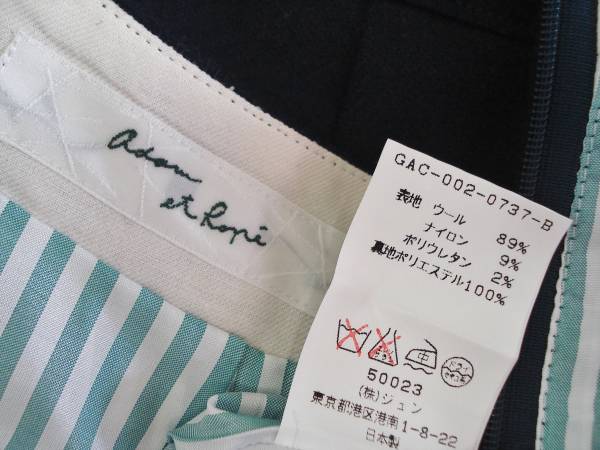 adam
et Ropé
GAC-002-0737-B
表地 ウール 89%
ナイロン 9%
ポリウレタン 2%
裏地ポリエステル100%
中
50023
(株)ジュン
東京都港区港南1-8-22
日本製